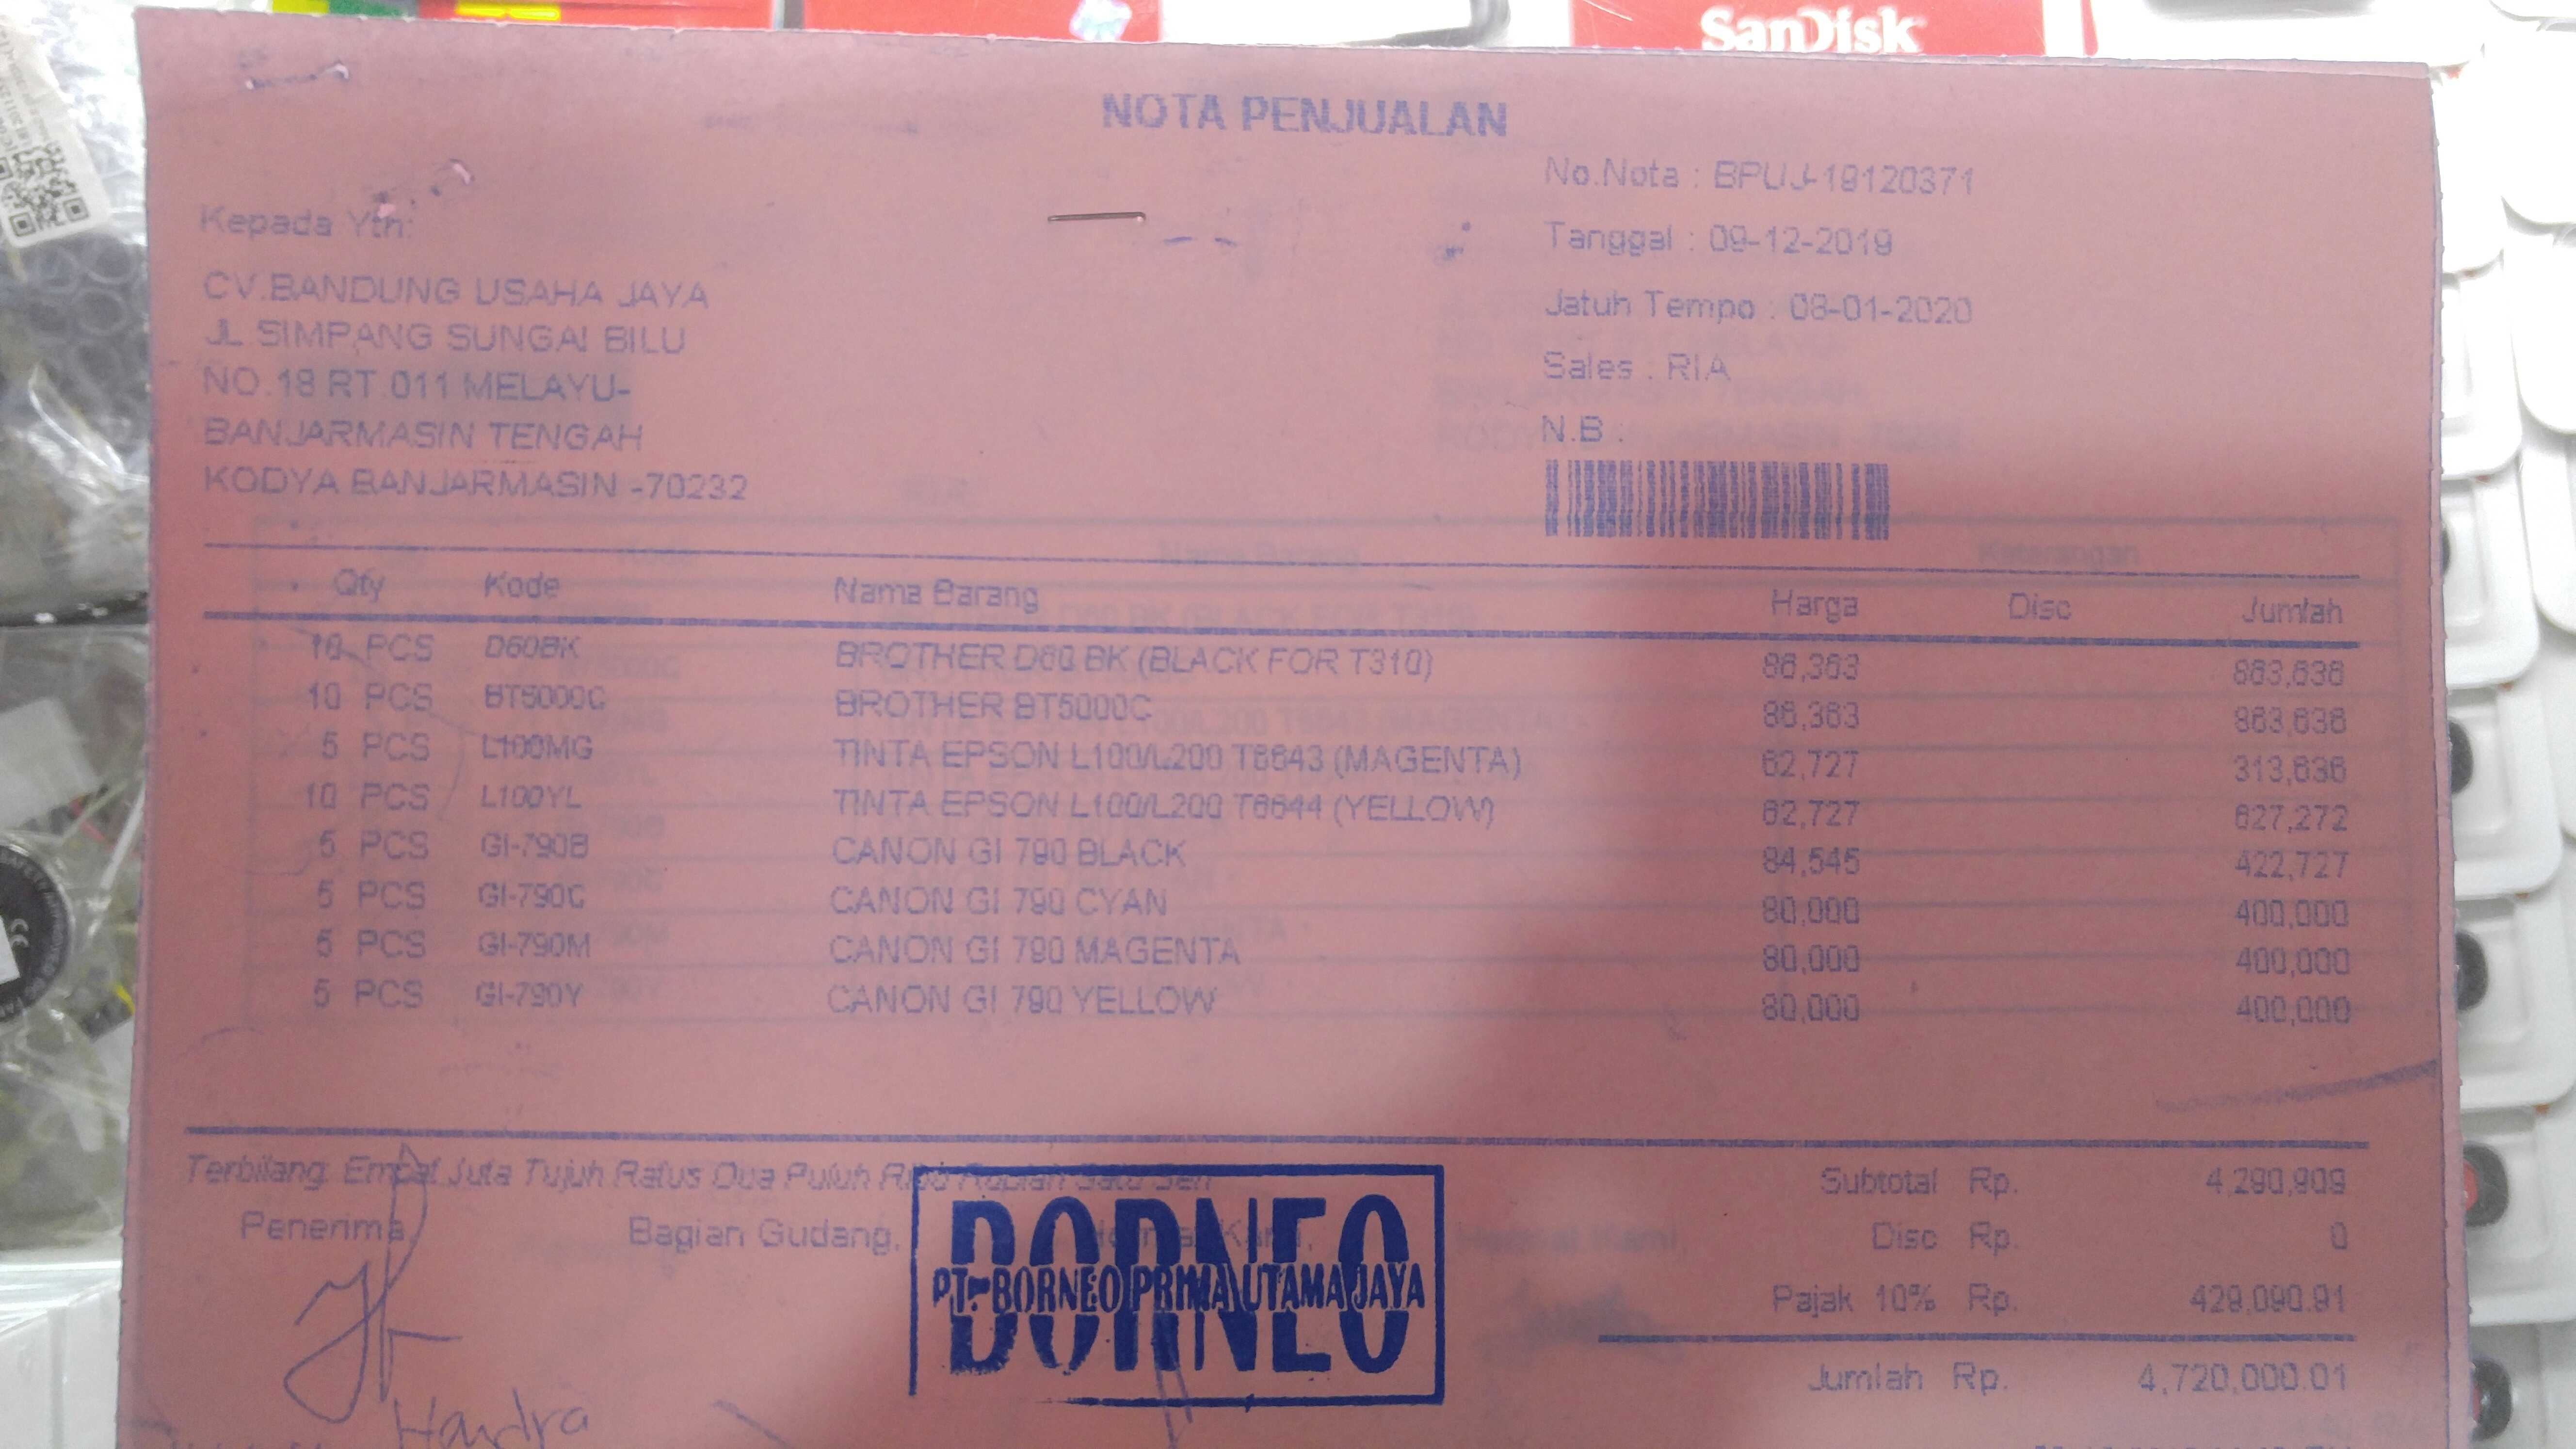 SanDisk
NOTA PENJUALAN
No.Nota : BPUJ-19120371
Kepada Yth:
Tanggal : 09-12-2019
CV.BANDUNG USAHA JAYA
Jatuh Tempo : 08-01-2020
JL.SIMPANG SUNGAI BILU
Sales : RIA
NO.18 RT.011 MELAYU-
N.B :
BANJARMASIN TENGAH
KODYA BANJARMASIN -70232
Qty Kode Nama Barang Harga Disc Jumlah
10 PCS D60BK BROTHER D60 BK (BLACK FOR T310) 86,363 863,636
10 PCS BT5000C BROTHER BT5000C 86,363 863,636
5 PCS L100MG TINTA EPSON L100/L200 T6643 (MAGENTA) 62,727 313,636
10 PCS L100YL TINTA EPSON L100/L200 T6644 (YELLOW) 62,727 627,272
5 PCS GI-790B CANON GI 790 BLACK 84,545 422,727
5 PCS GI-790C CANON GI 790 CYAN 80,000 400,000
5 PCS GI-790M CANON GI 790 MAGENTA 80,000 400,000
5 PCS GI-790Y CANON GI 790 YELLOW 80,000 400,000
Terbilang: Empat Juta Tujuh Ratus Dua Puluh Ribu Rupiah Satu Sen
Subtotal Rp. 4,290,909
Penerima, Bagian Gudang, Hormat Kami,
Disc Rp. 0
BORNEO
PT. BORNEO PRIMA UTAMA JAYA
Pajak 10% Rp. 429,090.91
Jumlah Rp. 4,720,000.01
Handra